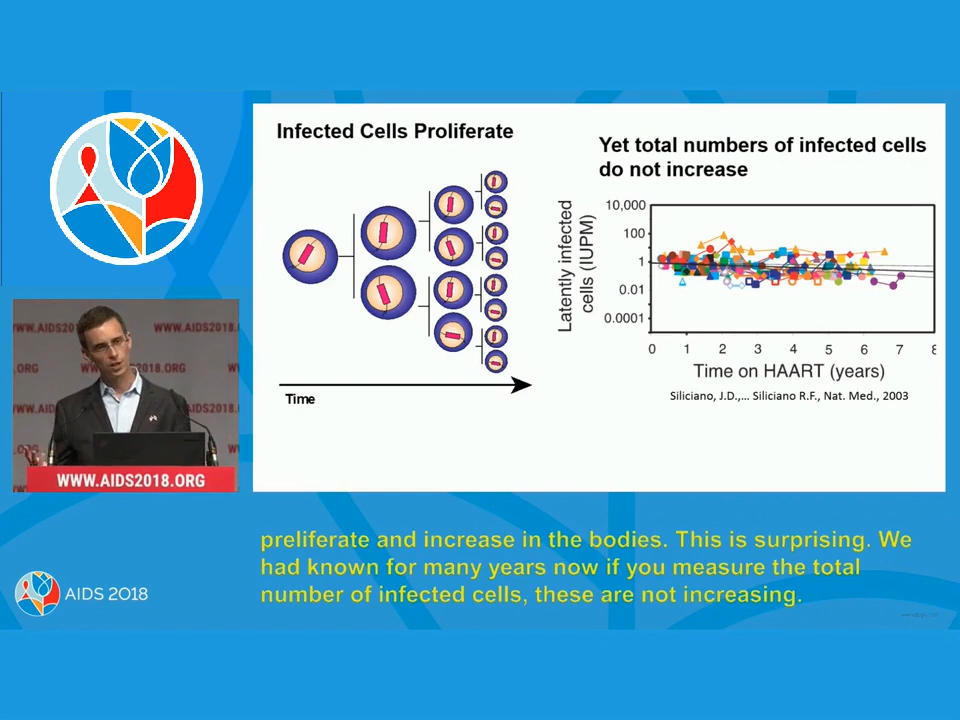 Infected Cells Proliferate
Time
Yet total numbers of infected cells
do not increase
Latently infected
cells (IUPM)
10,000
100
1
0.01
0.0001
0 1 2 3 4 5 6 7
Time on HAART (years)
Siliciano, J.D.,... Siliciano R.F., Nat. Med., 2003
WWW.AIDS2018.ORG
preliferate and increase in the bodies. This is surprising. We
had known for many years now if you measure the total
number of infected cells, these are not increasing.
AIDS 2018